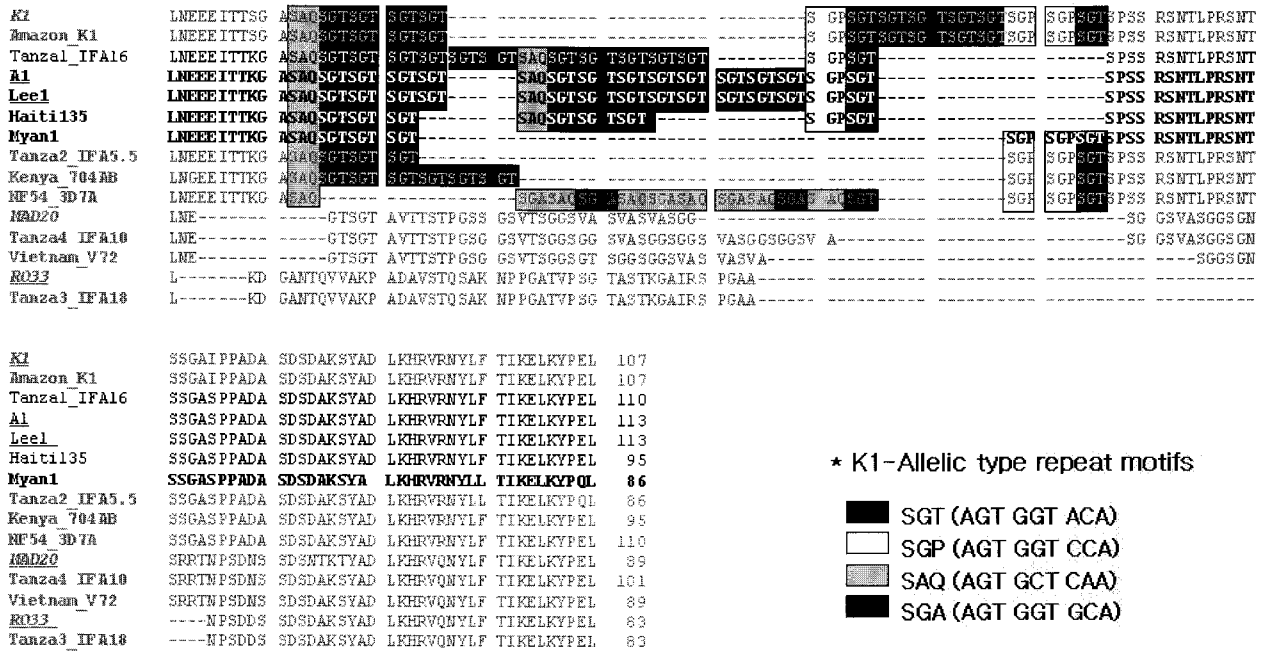 K1 LNEEEITTSG ASAQSGTSGT SGTSGT---- ---------- ---------- ---------S GPSGTSGTSG TSGTSGTSGP SGPSGTSPSS RSNTLPRSNT
Amazon_K1 LNEEEITTSG ASAQSGTSGT SGTSGT---- ---------- ---------- ---------S GPSGTSGTSG TSGTSGTSGP SGPSGTSPSS RSNTLPRSNT
Tanza1_IFA16 LNEEEITTKG ASAQSGTSGT SGTSGTSGTS GTSAQSGTSG TSGTSGTSGT ---------S GPSGT----- ---------- ------SPSS RSNTLPRSNT
A1 LNEEEITTKG ASAQSGTSGT SGTSGT---- --SAQSGTSG TSGTSGTSGT SGTSGTSGTS GPSGT----- ---------- ------SPSS RSNTLPRSNT
Lee1 LNEEEITTKG ASAQSGTSGT SGTSGT---- --SAQSGTSG TSGTSGTSGT SGTSGTSGTS GPSGT----- ---------- ------SPSS RSNTLPRSNT
Haiti135 LNEEEITTKG ASAQSGTSGT SGT------- --SAQSGTSG TSGT------ ---------S GPSGT----- ---------- ------SPSS RSNTLPRSNT
Myan1 LNEEEITTKG ASAQSGTSGT SGT------- ---------- ---------- ---------- ---------- -------SGP SGPSGTSPSS RSNTLPRSNT
Tanza2_IFA5.5 LNEEEITTKG ASAQSGTSGT SGT------- ---------- ---------- ---------- ---------- -------SGP SGPSGTSPSS RSNTLPRSNT
Kenya_704AB LNGEEITTKG ASAQSGTSGT SGTSGTSGTS GT-------- ---------- ---------- ---------- -------SGP SGPSGTSPSS RSNTLPRSNT
NF54_3D7A LNEEEITTKG ASAQ------ ---------- --SGASAQSG ASAQSGASAQ SGASAQSGAS AQSGT----- -------SGP SGPSGTSPSS RSNTLPRSNT
MAD20 LNE------- -----GTSGT AVTTSTPGSS GSVTSGGSVA SVASVASGG- ---------- ---------- ---------- --------SG GSVASGGSGN
Tanza4_IFA10 LNE------- -----GTSGT AVTTSTPGSG GSVTSGGSGG SVASGGSGGS VASGGSGGSV A--------- ---------- --------SG GSVASGGSGN
Vietnam_V72 LNE------- -----GTSGT AVTTSTPGSG GSVTSGGSGT SGGSGGSVAS VASVA----- ---------- ---------- ---------- ----SGGSGN
RO33 L-------KD GANTQVVAKP ADAVSTQSAK NPPGATVPSG TASTKGAIRS PGAA------ ---------- ---------- ---------- ----------
Tanza3_IFA18 L-------KD GANTQVVAKP ADAVSTQSAK NPPGATVPSG TASTKGAIRS PGAA------ ---------- ---------- ---------- ----------
K1 SSGAIPPADA SDSDAKSYAD LKHRVRNYLF TIKELKYPEL 107
Amazon_K1 SSGAIPPADA SDSDAKSYAD LKHRVRNYLF TIKELKYPEL 107
Tanza1_IFA16 SSGASPPADA SDSDAKSYAD LKHRVRNYLF TIKELKYPEL 110
A1 SSGASPPADA SDSDAKSYAD LKHRVRNYLF TIKELKYPEL 113
Lee1 SSGASPPADA SDSDAKSYAD LKHRVRNYLF TIKELKYPEL 113
Haiti135 SSGASPPADA SDSDAKSYAD LKHRVRNYLF TIKELKYPEL 95
Myan1 SSGASPPADA SDSDAKSYA LKHRVRNYLL TIKELKYPQL 86
Tanza2_IFA5.5 SSGASPPADA SDSDAKSYAD LKHRVRNYLL TIKELKYPQL 86
Kenya_704AB SSGASPPADA SDSDAKSYAD LKHRVRNYLF TIKELKYPEL 95
NF54_3D7A SSGASPPADA SDSDAKSYAD LKHRVRNYLF TIKELKYPEL 110
MAD20 SRRTNPSDNS SDSNTKTYAD LKHRVQNYLF TIKELKYPEL 89
Tanza4_IFA10 SRRTNPSDNS SDSDAKSYAD LKHRVQNYLF TIKELKYPEL 101
Vietnam_V72 SRRTNPSDNS SDSDAKSYAD LKHRVQNYLF TIKELKYPEL 89
RO33 ----NPSDDS SDSDAKSYAD LKHRVQNYLF TIKELKYPEL 83
Tanza3_IFA18 ----NPSDDS SDSDAKSYAD LKHRVQNYLF TIKELKYPEL 83
* K1-Allelic type repeat motifs
SGT (AGT GGT ACA)
SGP (AGT GGT CCA)
SAQ (AGT GCT CAA)
SGA (AGT GGT GCA)